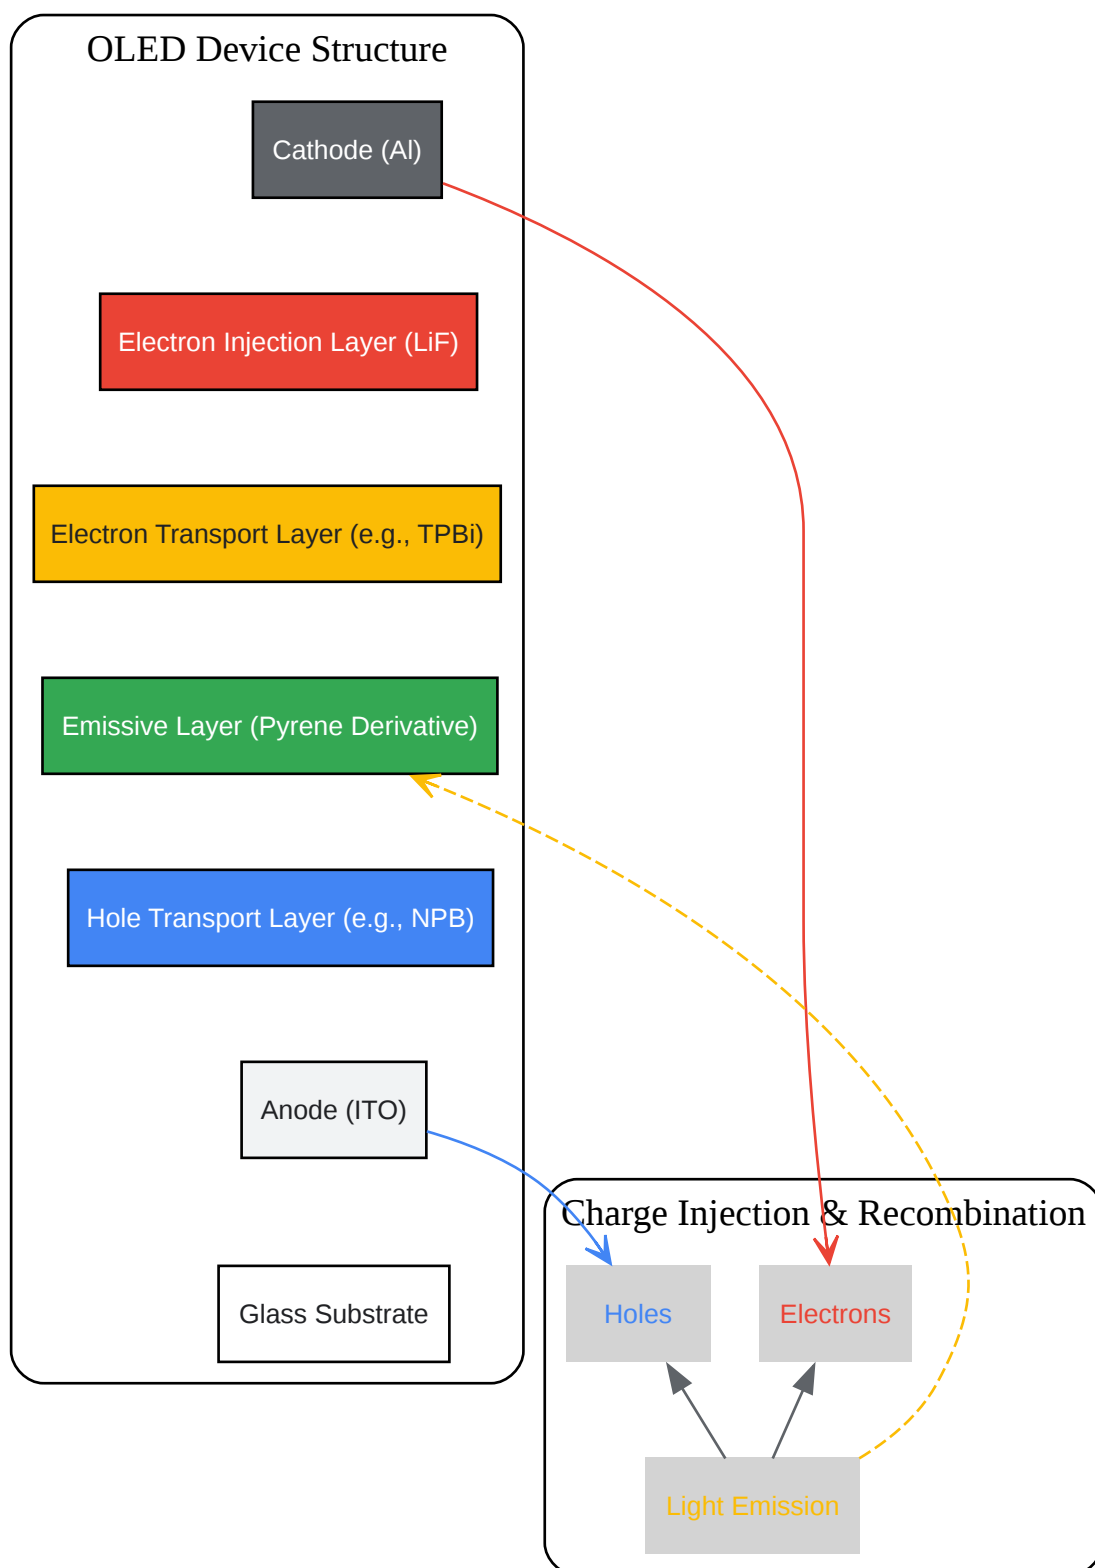 OLED Device Structure
Cathode (Al)
Electron Injection Layer (LiF)
Electron Transport Layer (e.g., TPBi)
Emissive Layer (Pyrene Derivative)
Hole Transport Layer (e.g., NPB)
Anode (ITO)
Glass Substrate
Charge Injection & Recombination
Holes
Electrons
Light Emission